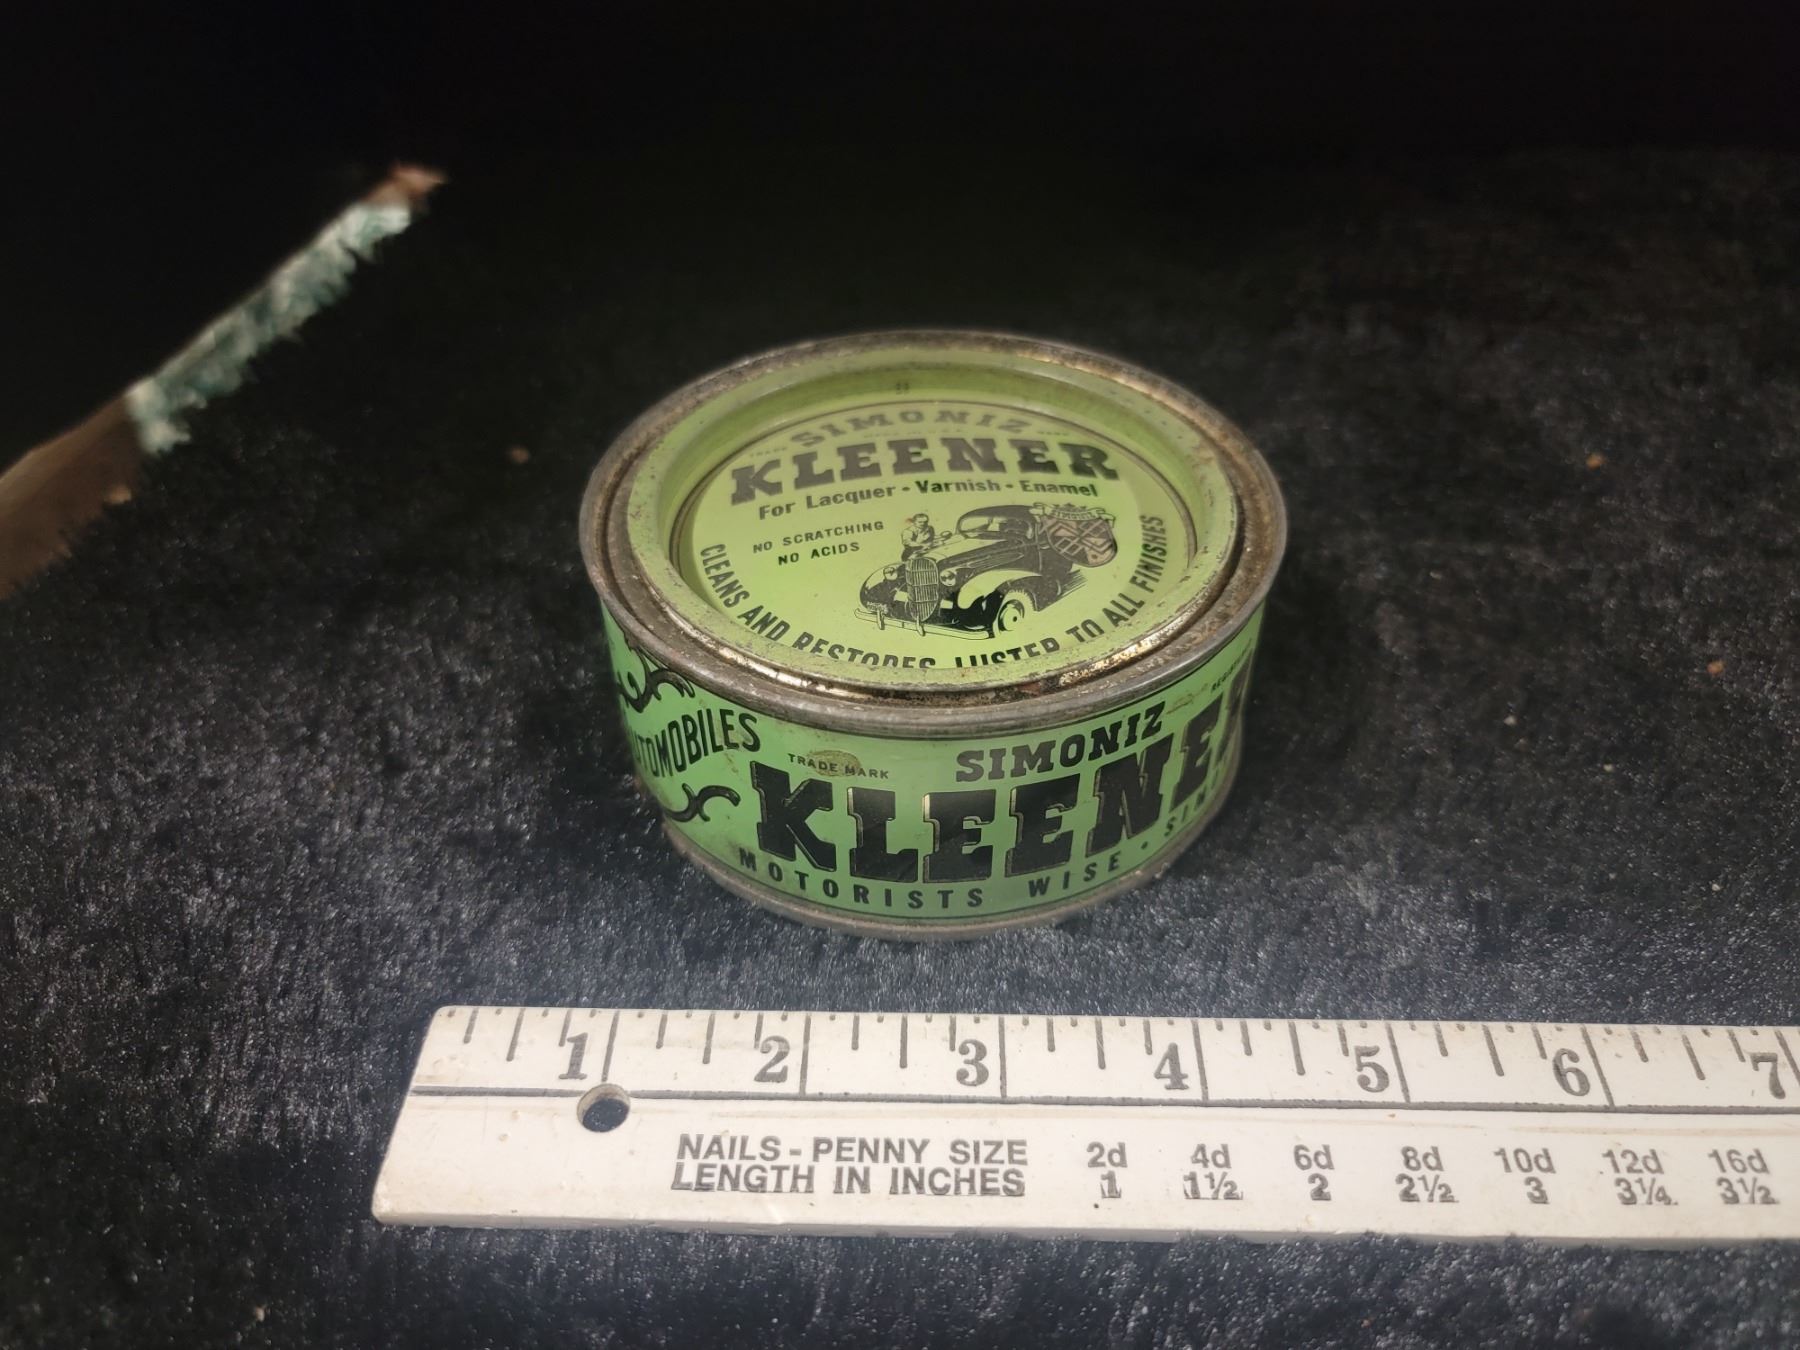 SIMONIZ
KLEENER
For Lacquer • Varnish • Enamel
NO SCRATCHING
NO ACIDS
SIMONIZ
CLEANS AND RESTORES LUSTER TO ALL FINISHES
AUTOMOBILES
TRADE MARK
SIMONIZ
KLEENER
MOTORISTS WISE •
1 2 3 4 5 6 7
NAILS - PENNY SIZE 2d 4d 6d 8d 10d 12d 16d
LENGTH IN INCHES 1 1½ 2 2½ 3 3¼ 3½